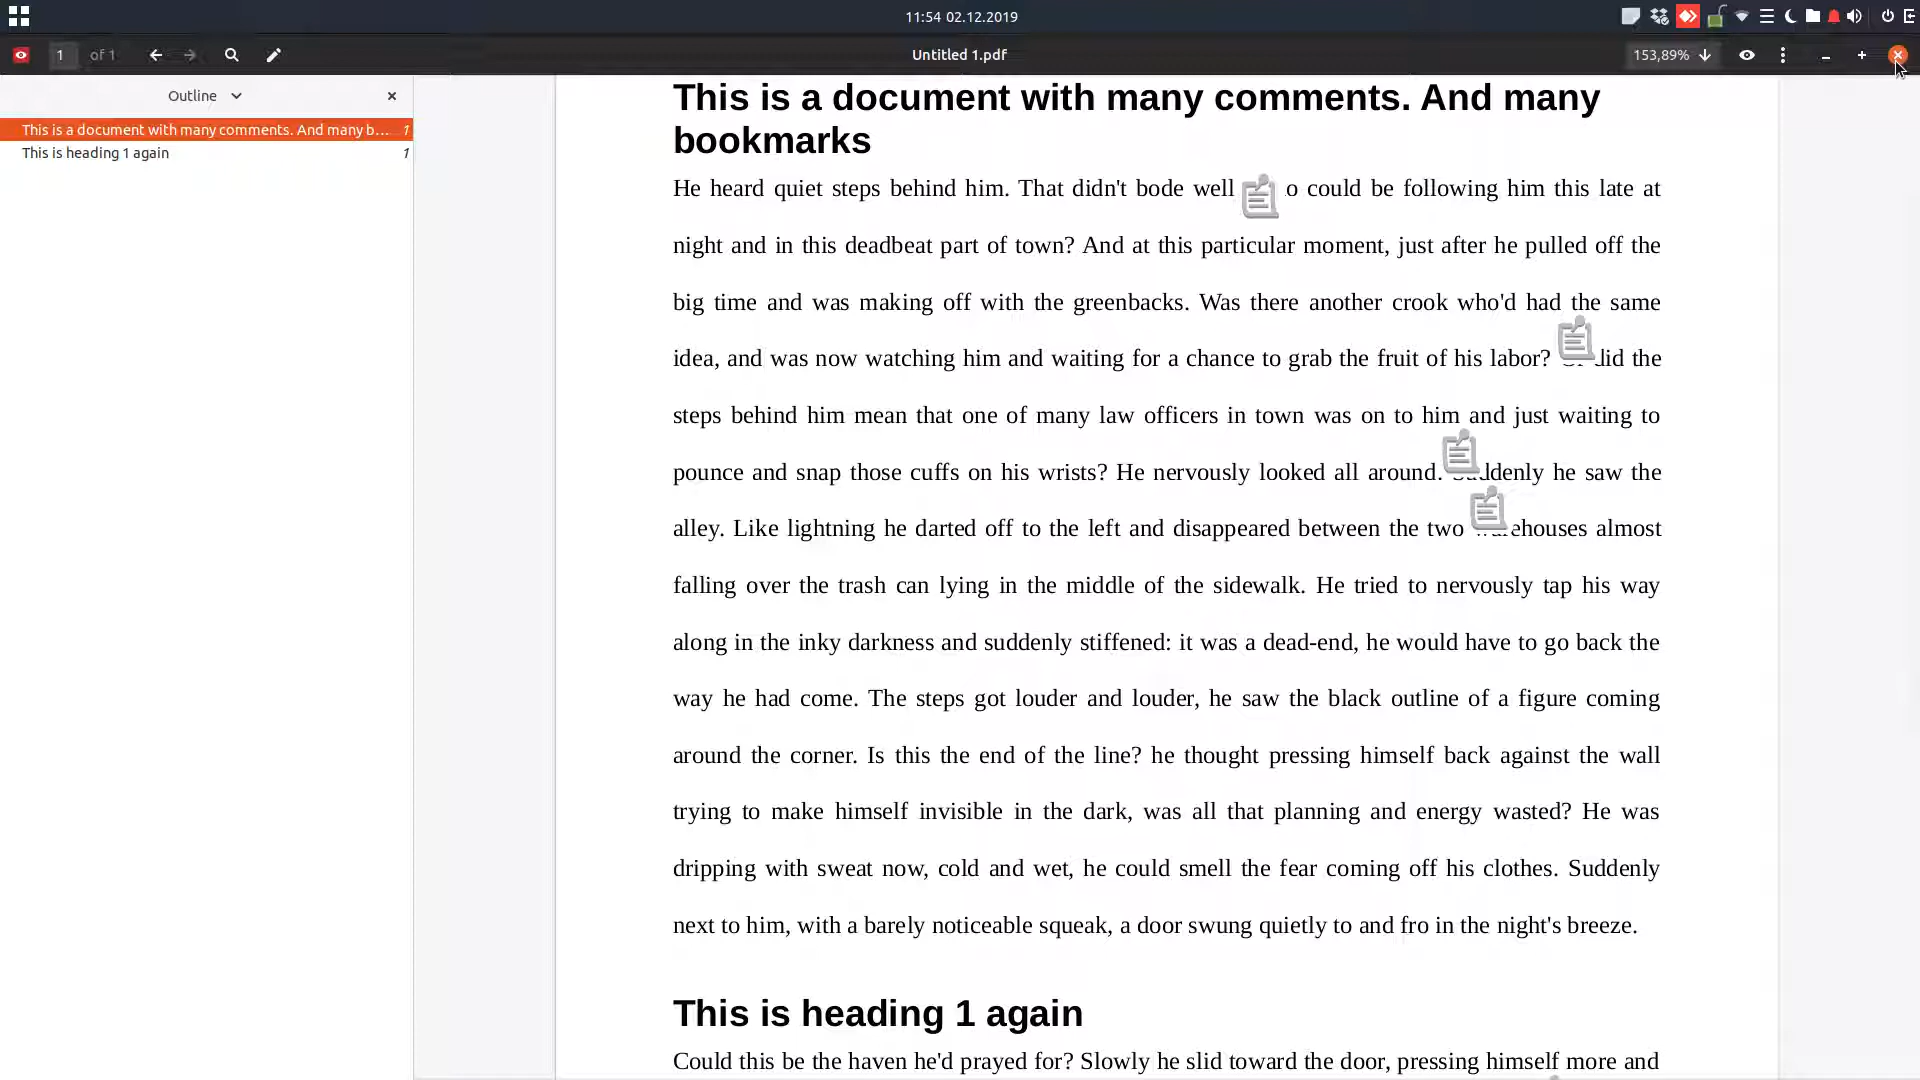 11:54 02.12.2019
1 of 1
Untitled 1.pdf
153,89%
Outline
This is a document with many comments. And many b... 1
This is heading 1 again 1
This is a document with many comments. And many
bookmarks
He heard quiet steps behind him. That didn't bode well o could be following him this late at
night and in this deadbeat part of town? And at this particular moment, just after he pulled off the
big time and was making off with the greenbacks. Was there another crook who'd had the same
idea, and was now watching him and waiting for a chance to grab the fruit of his labor? did the
steps behind him mean that one of many law officers in town was on to him and just waiting to
pounce and snap those cuffs on his wrists? He nervously looked all around. Suddenly he saw the
alley. Like lightning he darted off to the left and disappeared between the two warehouses almost
falling over the trash can lying in the middle of the sidewalk. He tried to nervously tap his way
along in the inky darkness and suddenly stiffened: it was a dead-end, he would have to go back the
way he had come. The steps got louder and louder, he saw the black outline of a figure coming
around the corner. Is this the end of the line? he thought pressing himself back against the wall
trying to make himself invisible in the dark, was all that planning and energy wasted? He was
dripping with sweat now, cold and wet, he could smell the fear coming off his clothes. Suddenly
next to him, with a barely noticeable squeak, a door swung quietly to and fro in the night's breeze.
This is heading 1 again
Could this be the haven he'd prayed for? Slowly he slid toward the door, pressing himself more and